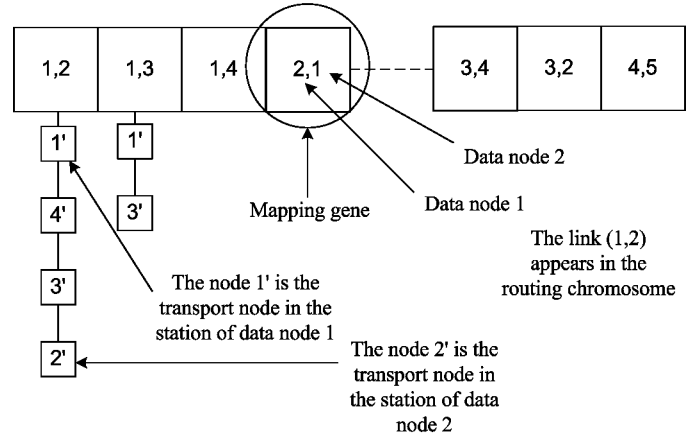 1,2 1,3 1,4 2,1 3,4 3,2 4,5
1' 1'
4' 3'
3'
2'
Data node 2
Data node 1
Mapping gene
The link (1,2)
appears in the
routing chromosome
The node 1' is the
transport node in the
station of data node 1
The node 2' is the
transport node in
the station of data
node 2